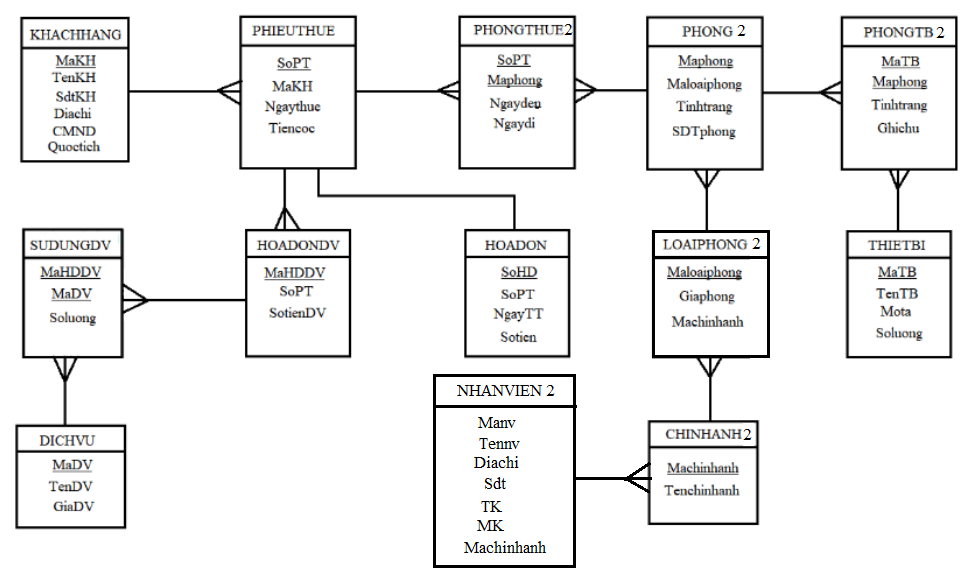 KHACHHANG
MaKH
TenKH
SdtKH
Diachi
CMND
Quoctich
PHIEUTHUE
SoPT
MaKH
Ngaythue
Tiencoc
PHONGTHUE2
SoPT
Maphong
Ngayden
Ngaydi
PHONG 2
Maphong
Maloaiphong
Tinhtrang
SDTphong
PHONGTB 2
MaTB
Maphong
Tinhtrang
Ghichu
SUDUNGDV
MaHDDV
MaDV
Soluong
HOADONDV
MaHDDV
SoPT
SotienDV
HOADON
SoHD
SoPT
NgayTT
Sotien
LOAIPHONG 2
Maloaiphong
Giaphong
Machinhanh
THIETBI
MaTB
TenTB
Mota
Soluong
DICHVU
MaDV
TenDV
GiaDV
NHANVIEN 2
Manv
Tennv
Diachi
Sdt
TK
MK
Machinhanh
CHINHANH2
Machinhanh
Tenchinhanh